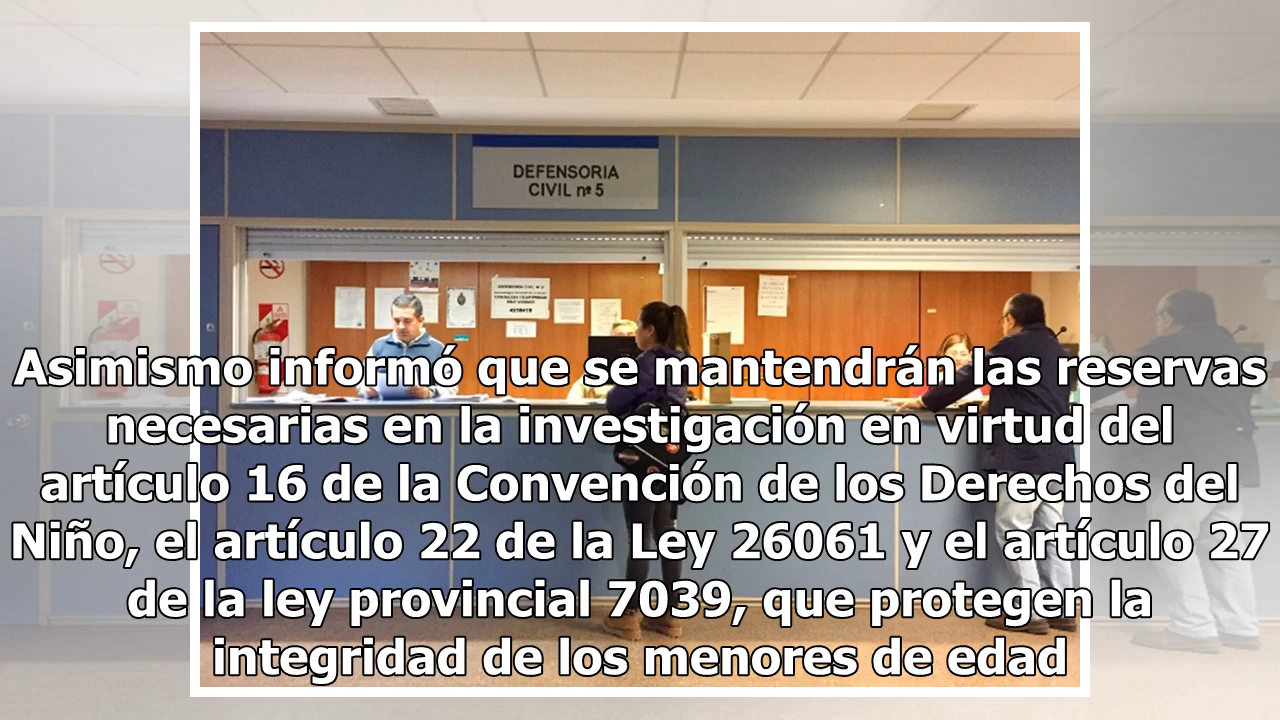 DEFENSORIA
CIVIL nº 5
Asimismo informó que se mantendrán las reservas
necesarias en la investigación en virtud del
artículo 16 de la Convención de los Derechos del
Niño, el artículo 22 de la Ley 26061 y el artículo 27
de la ley provincial 7039, que protegen la
integridad de los menores de edad